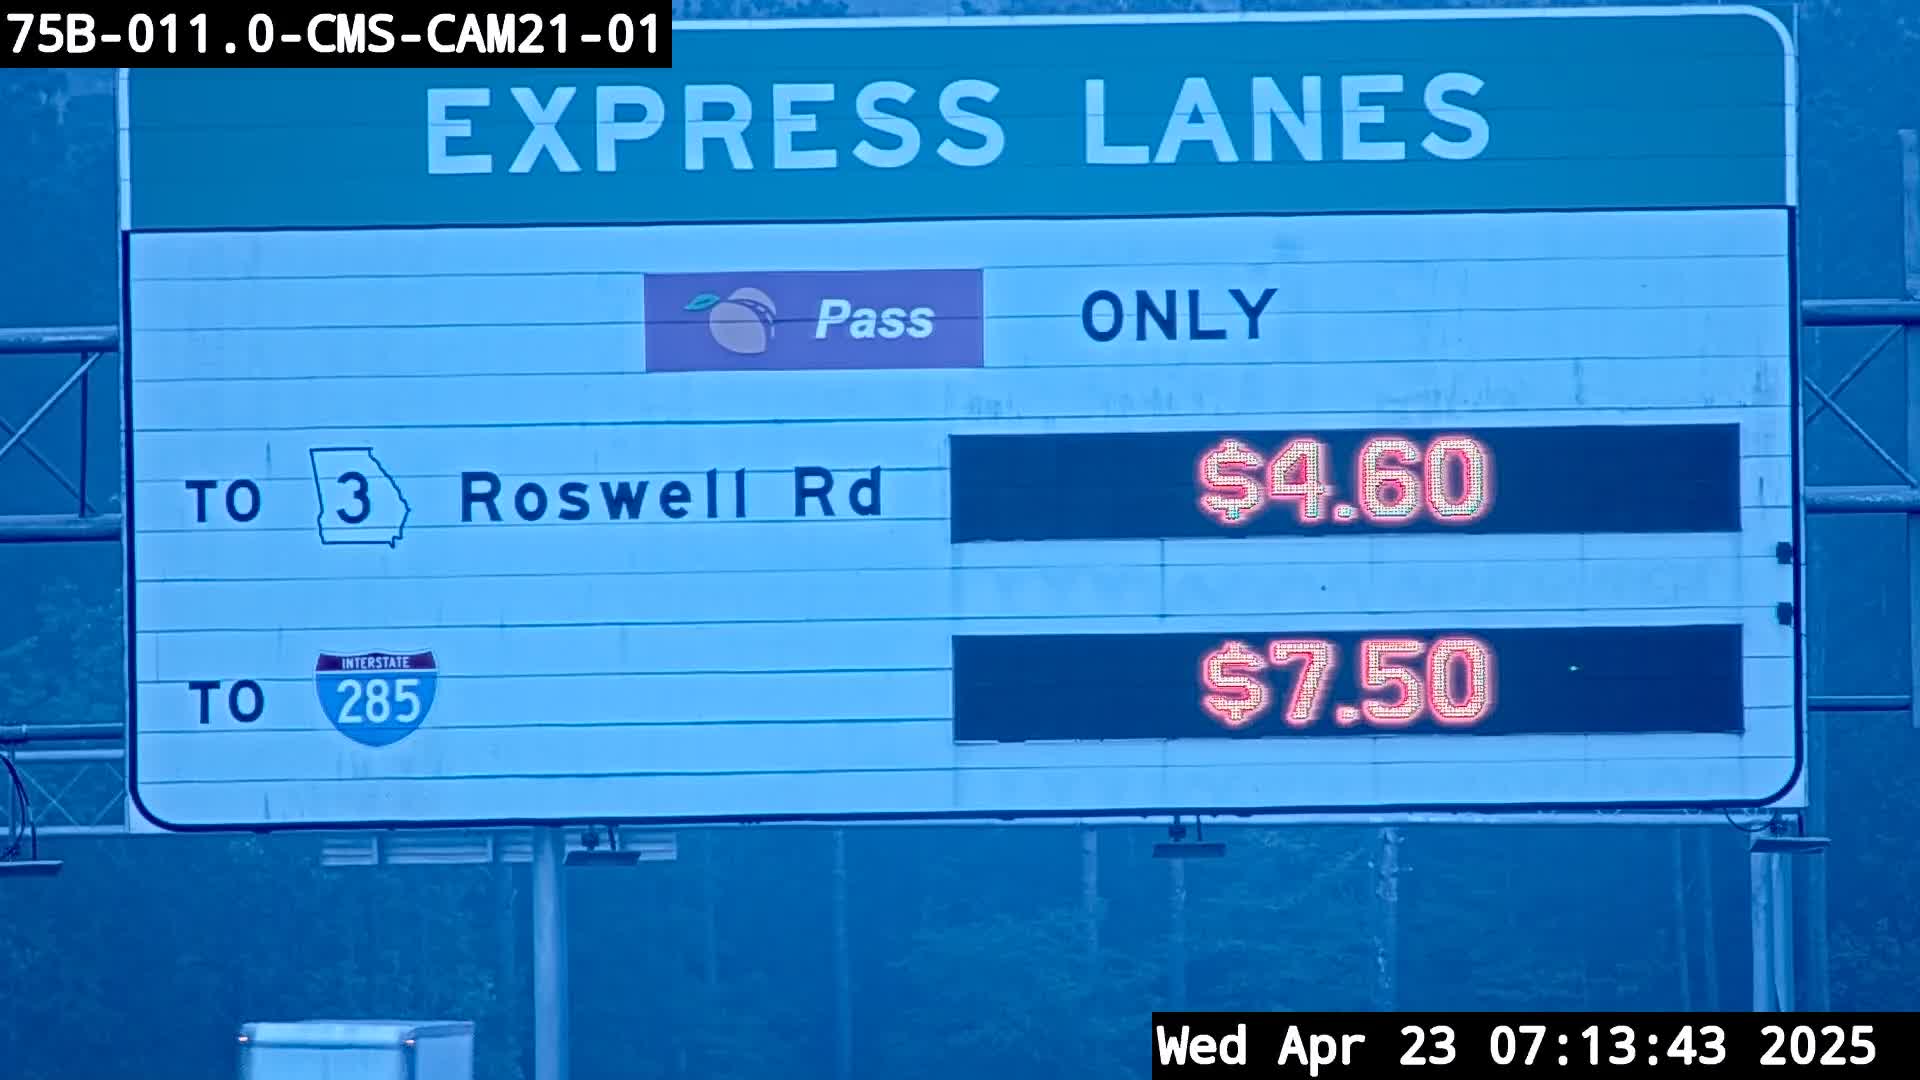 75B-011.0-CMS-CAM21-01
EXPRESS LANES
Pass ONLY
TO 3 Roswell Rd $4.60
TO INTERSTATE 285 $7.50
Wed Apr 23 07:13:43 2025